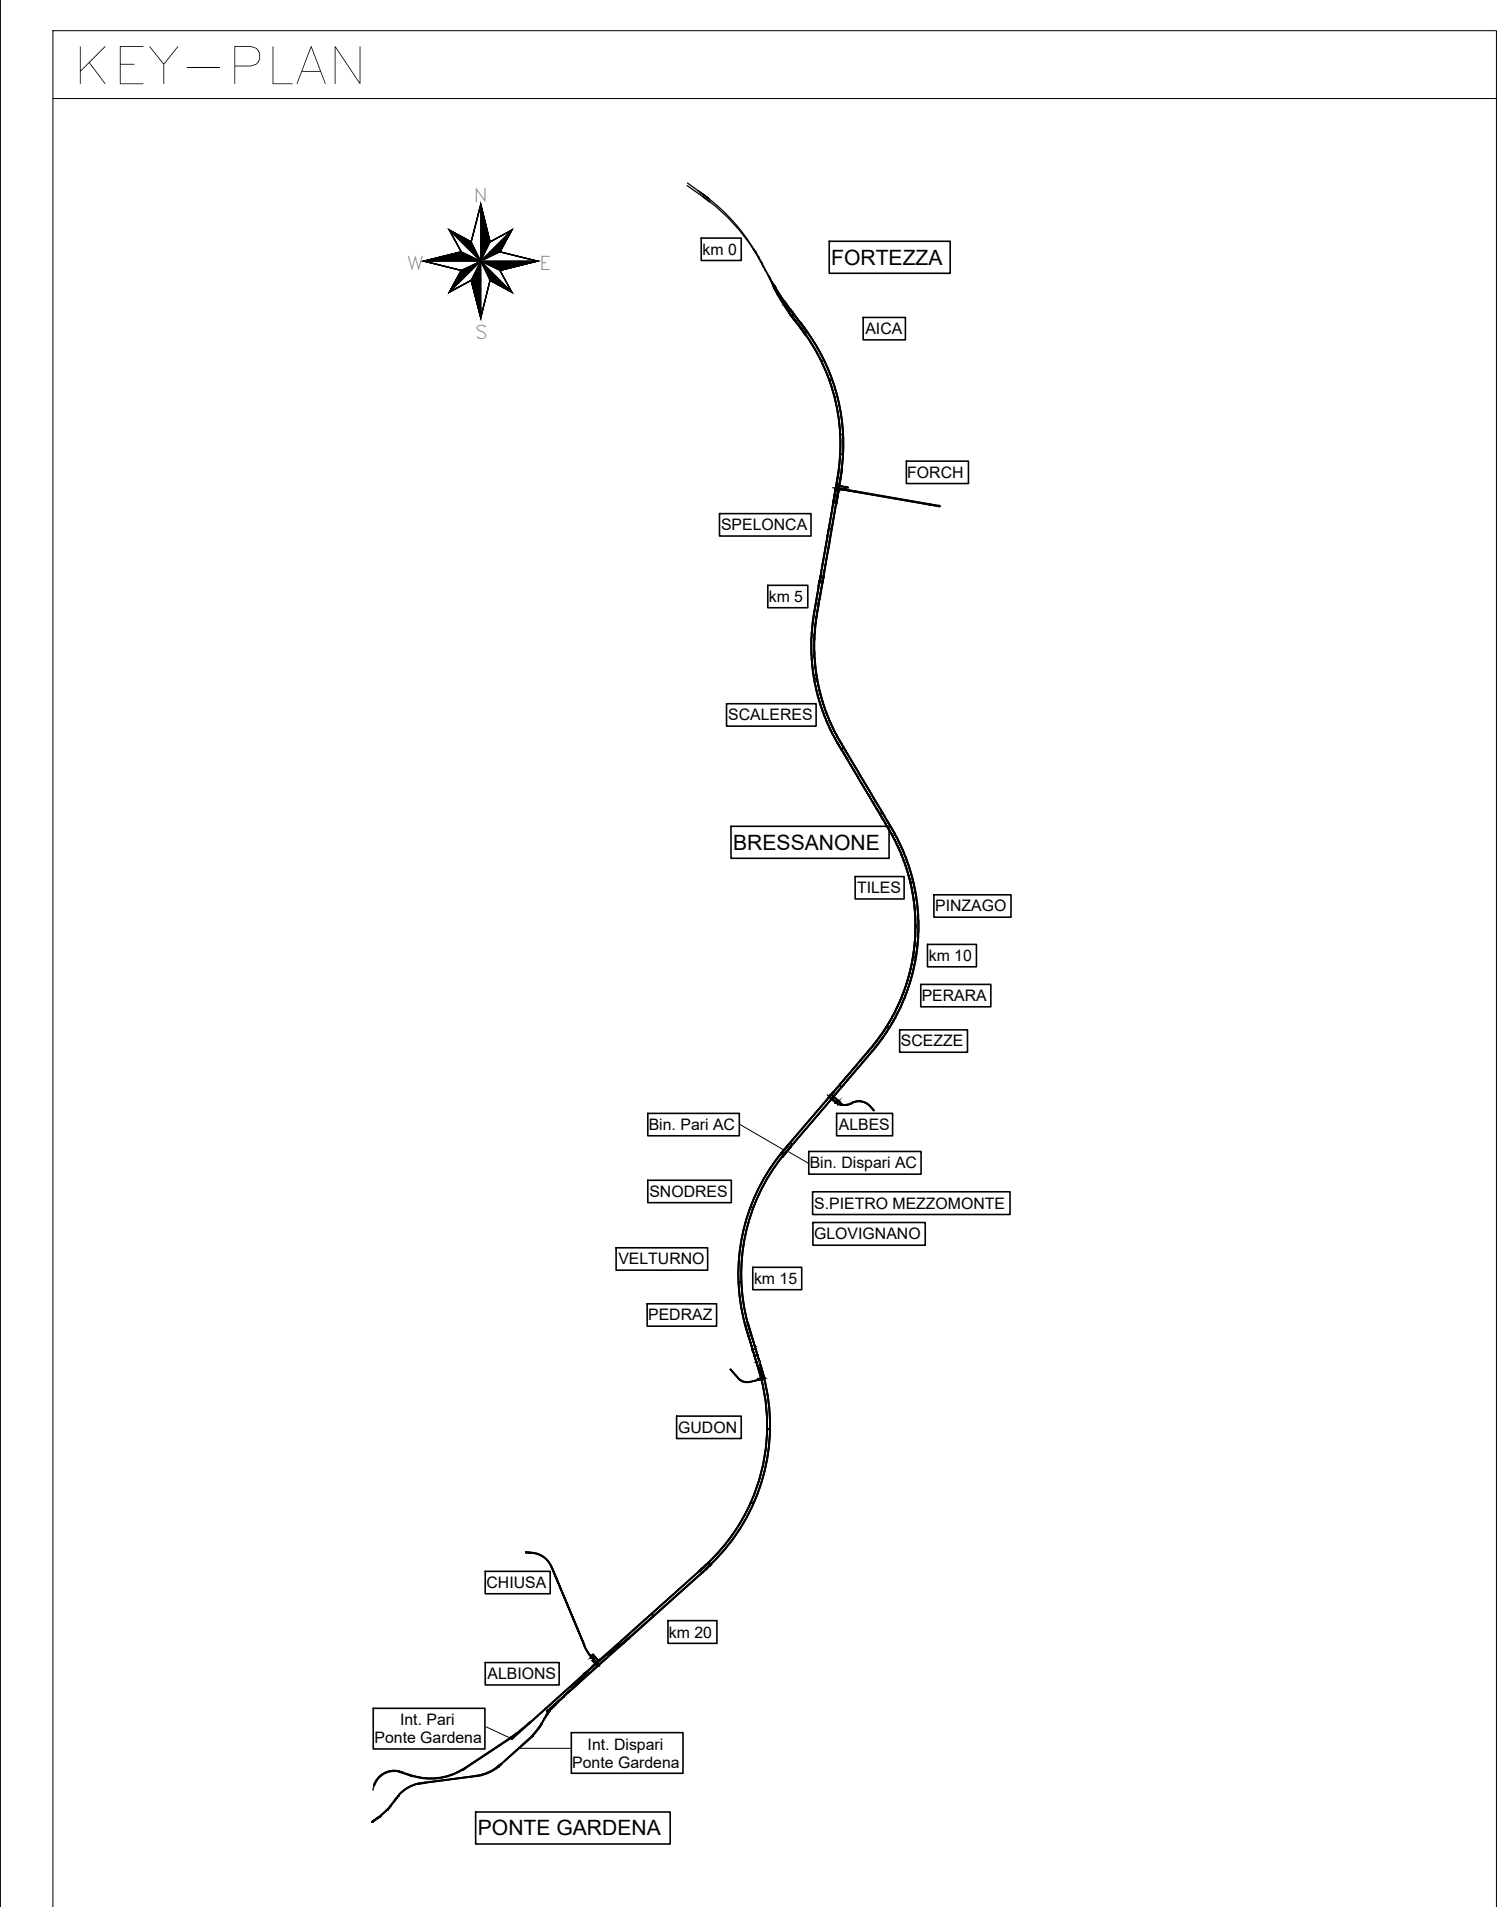 KEY-PLAN
N
W
E
S
km 0
FORTEZZA
AICA
FORCH
SPELONCA
km 5
SCALERES
BRESSANONE
TILES
PINZAGO
km 10
PERARA
SCEZZE
Bin. Pari AC
ALBES
Bin. Dispari AC
SNODRES
S.PIETRO MEZZOMONTE
GLOVIGNANO
VELTURNO
km 15
PEDRAZ
GUDON
CHIUSA
km 20
ALBIONS
Int. Pari
Ponte Gardena
Int. Dispari
Ponte Gardena
PONTE GARDENA